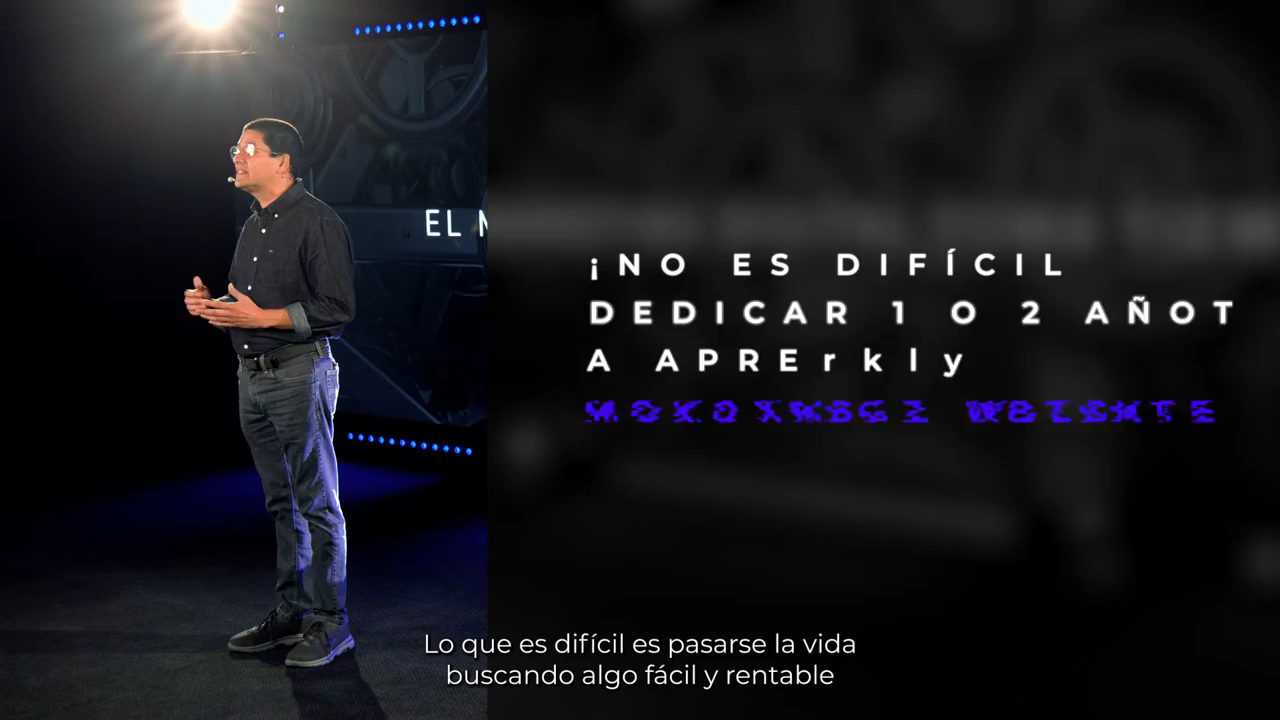 EL
¡NO ES DIFÍCIL
DEDICAR 1 O 2 AÑOT
A APRErkly
Lo que es difícil es pasarse la vida
buscando algo fácil y rentable